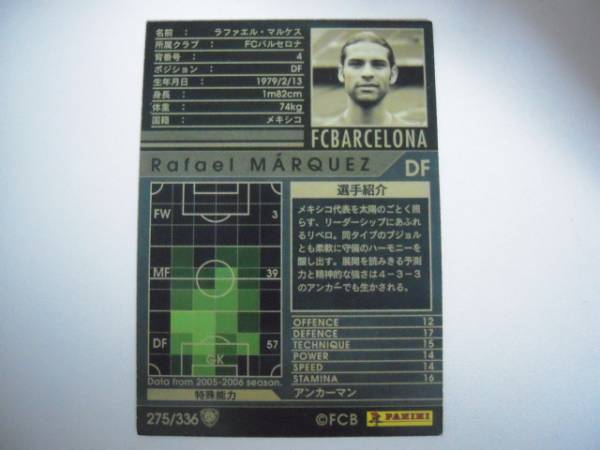 名前 : ラファエル・マルケス
所属クラブ : FCバルセロナ
背番号 : 4
ポジション : DF
生年月日 : 1979/2/13
身長 : 1m82cm
体重 : 74kg
国籍 : メキシコ
FCBARCELONA
Rafael MÁRQUEZ
DF
FW 3
MF 39
DF 57
GK
Data from 2005-2006 season.
選手紹介
メキシコ代表を太陽のごとく照
らす、リーダーシップにあふれ
るリベロ。同タイプのプジョル
とも柔軟に守備のハーモニーを
醸し出す。展開を読みきる予測
力と精神的な強さは4-3-3
のアンカーでも生かされる。
OFFENCE 12
DEFENCE 17
TECHNIQUE 15
POWER 14
SPEED 14
STAMINA 16
特殊能力
アンカーマン
275/336
©FCB
PANINI